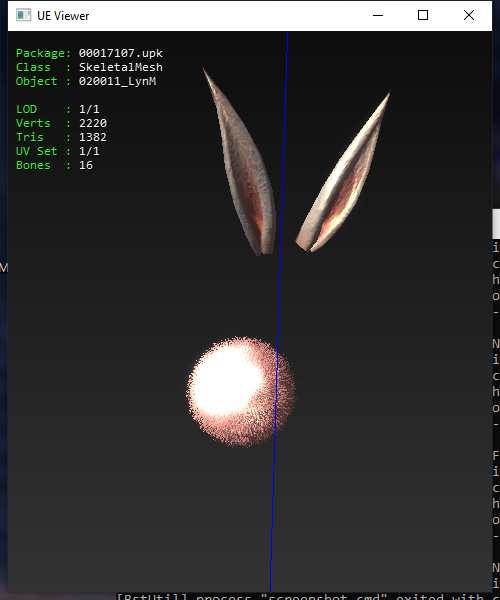 UE Viewer
Package: 00017107.upk
Class  : SkeletalMesh
Object : 020011_LynM
LOD    : 1/1
Verts  : 2220
Tris   : 1382
UV Set : 1/1
Bones  : 16
M
i
c
h
o
-
N
i
c
h
o
-
F
i
c
h
o
-
N
i
[BstUtil] process "screenshot.cmd" exited with c